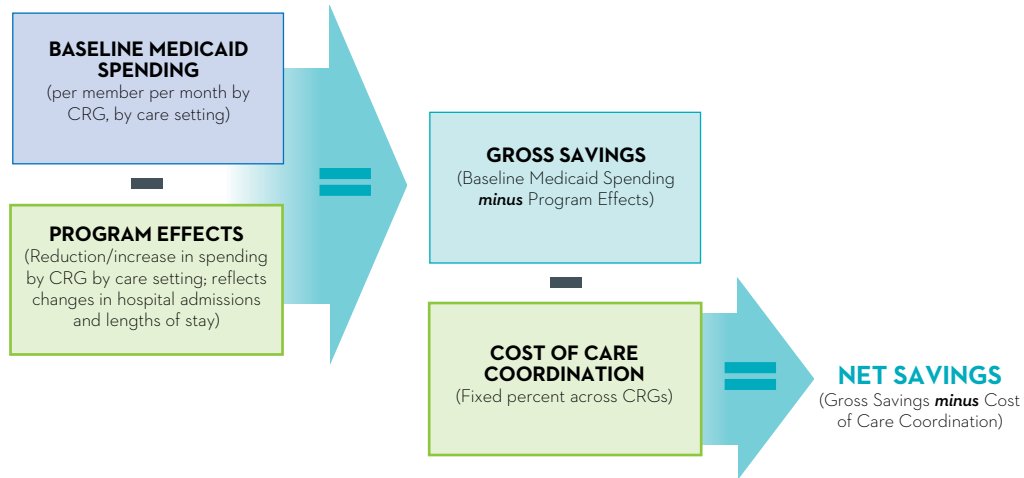 BASELINE MEDICAID
SPENDING
(per member per month by
CRG, by care setting)
PROGRAM EFFECTS
(Reduction/increase in spending
by CRG by care setting; reflects
changes in hospital admissions
and lengths of stay)
GROSS SAVINGS
(Baseline Medicaid Spending
minus Program Effects)
COST OF CARE
COORDINATION
(Fixed percent across CRGs)
NET SAVINGS
(Gross Savings minus Cost
of Care Coordination)